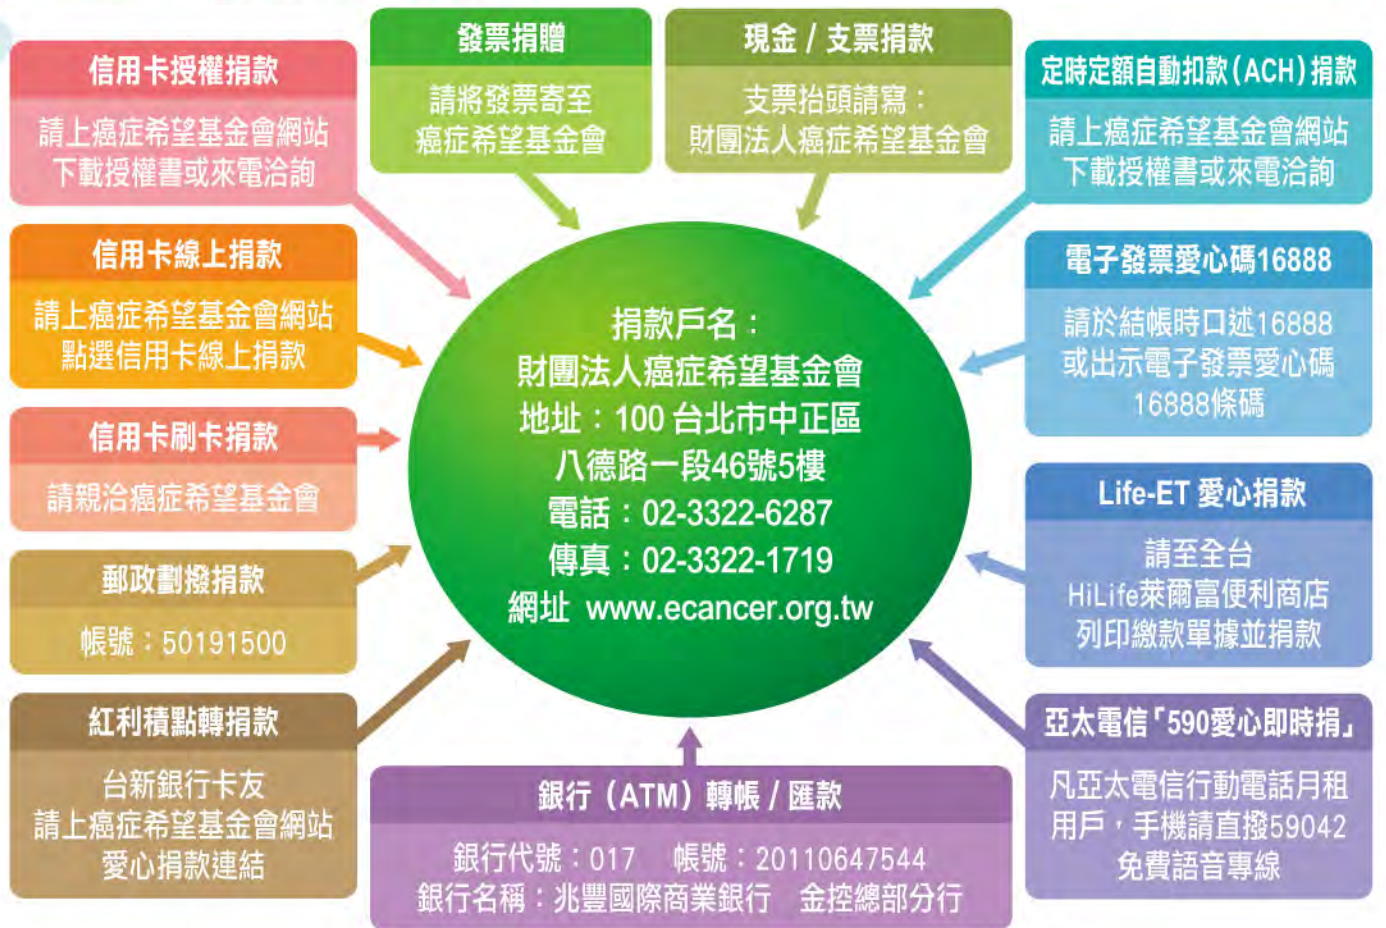 發票捐贈
請將發票寄至
癌症希望基金會
現金 / 支票捐款
支票抬頭請寫：
財團法人癌症希望基金會
信用卡授權捐款
請上癌症希望基金會網站
下載授權書或來電洽詢
定時定額自動扣款（ACH）捐款
請上癌症希望基金會網站
下載授權書或來電洽詢
信用卡線上捐款
請上癌症希望基金會網站
點選信用卡線上捐款
電子發票愛心碼16888
請於結帳時口述16888
或出示電子發票愛心碼
16888條碼
捐款戶名：
財團法人癌症希望基金會
地址：100 台北市中正區
八德路一段46號5樓
電話：02-3322-6287
傳真：02-3322-1719
網址 www.ecancer.org.tw
信用卡刷卡捐款
請親洽癌症希望基金會
Life-ET 愛心捐款
請至全台
HiLife萊爾富便利商店
列印繳款單據並捐款
郵政劃撥捐款
帳號：50191500
紅利積點轉捐款
台新銀行卡友
請上癌症希望基金會網站
愛心捐款連結
亞太電信「590愛心即時捐」
凡亞太電信行動電話月租
用戶，手機請直撥59042
免費語音專線
銀行（ATM）轉帳 / 匯款
銀行代號：017 帳號：20110647544
銀行名稱：兆豐國際商業銀行 金控總部分行